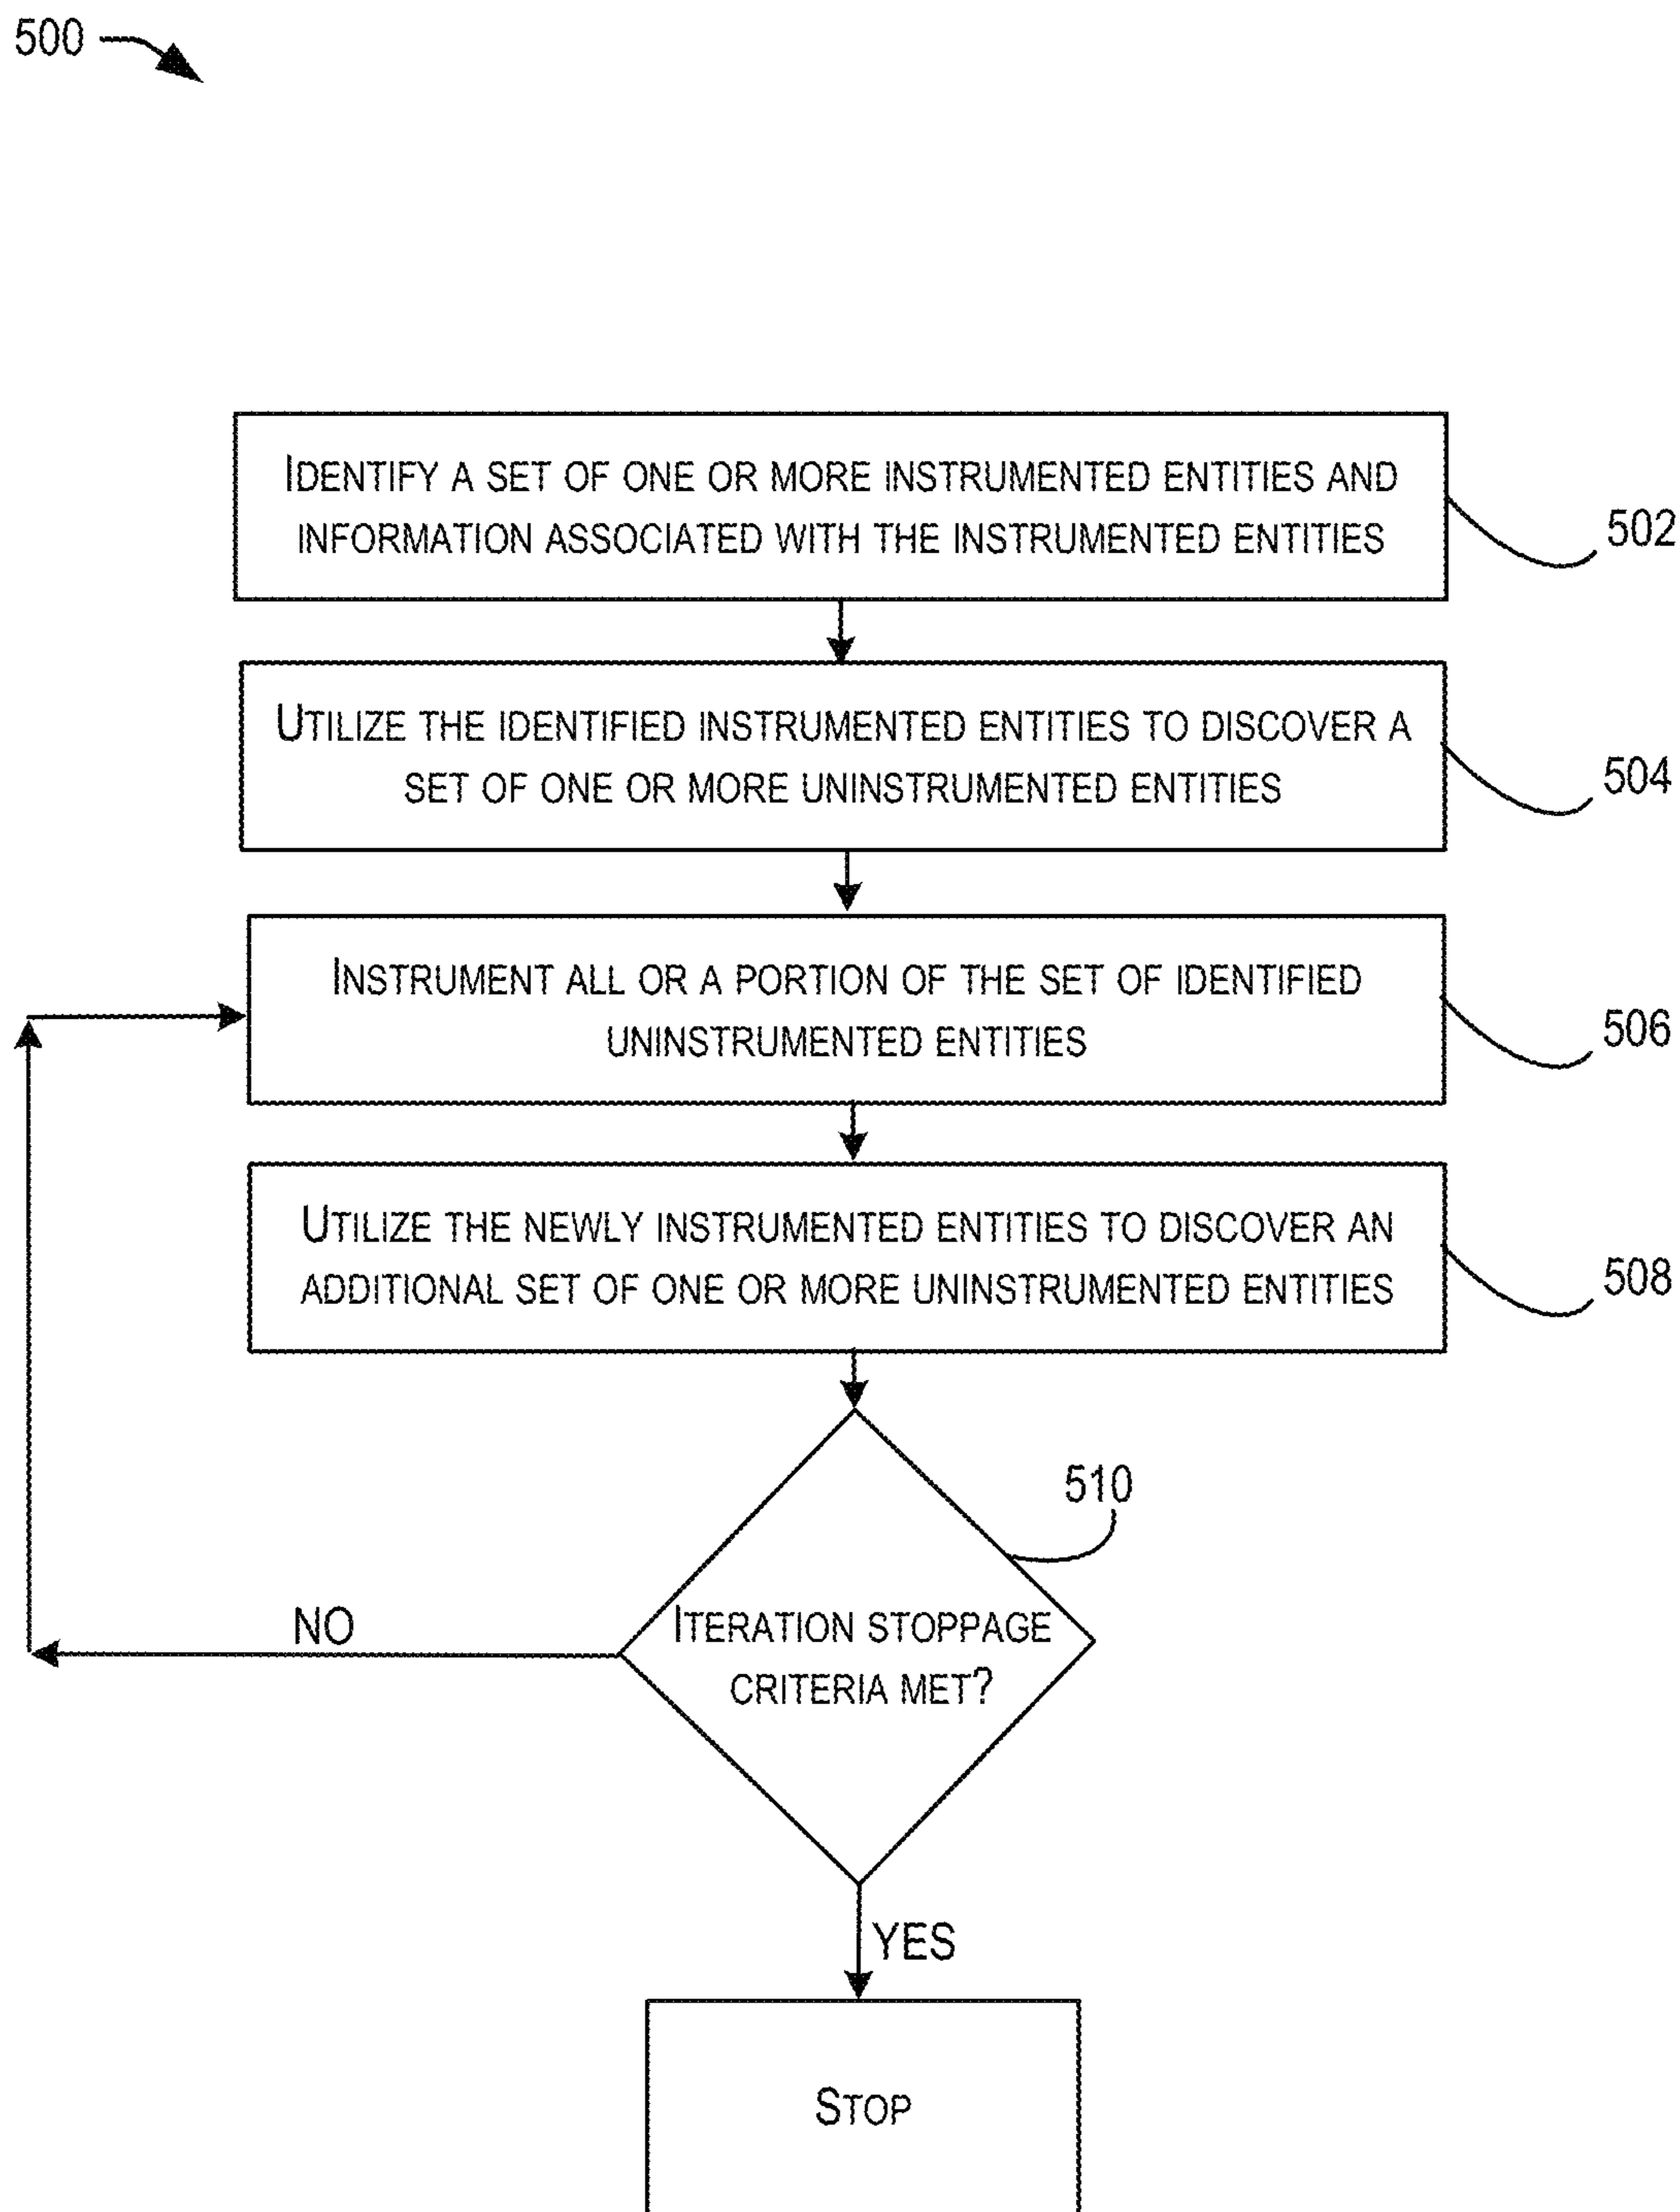 500
IDENTIFY A SET OF ONE OR MORE INSTRUMENTED ENTITIES AND
INFORMATION ASSOCIATED WITH THE INSTRUMENTED ENTITIES
502
UTILIZE THE IDENTIFIED INSTRUMENTED ENTITIES TO DISCOVER A
SET OF ONE OR MORE UNINSTRUMENTED ENTITIES
504
INSTRUMENT ALL OR A PORTION OF THE SET OF IDENTIFIED
UNINSTRUMENTED ENTITIES
506
UTILIZE THE NEWLY INSTRUMENTED ENTITIES TO DISCOVER AN
ADDITIONAL SET OF ONE OR MORE UNINSTRUMENTED ENTITIES
508
510
ITERATION STOPPAGE
CRITERIA MET?
NO
YES
STOP